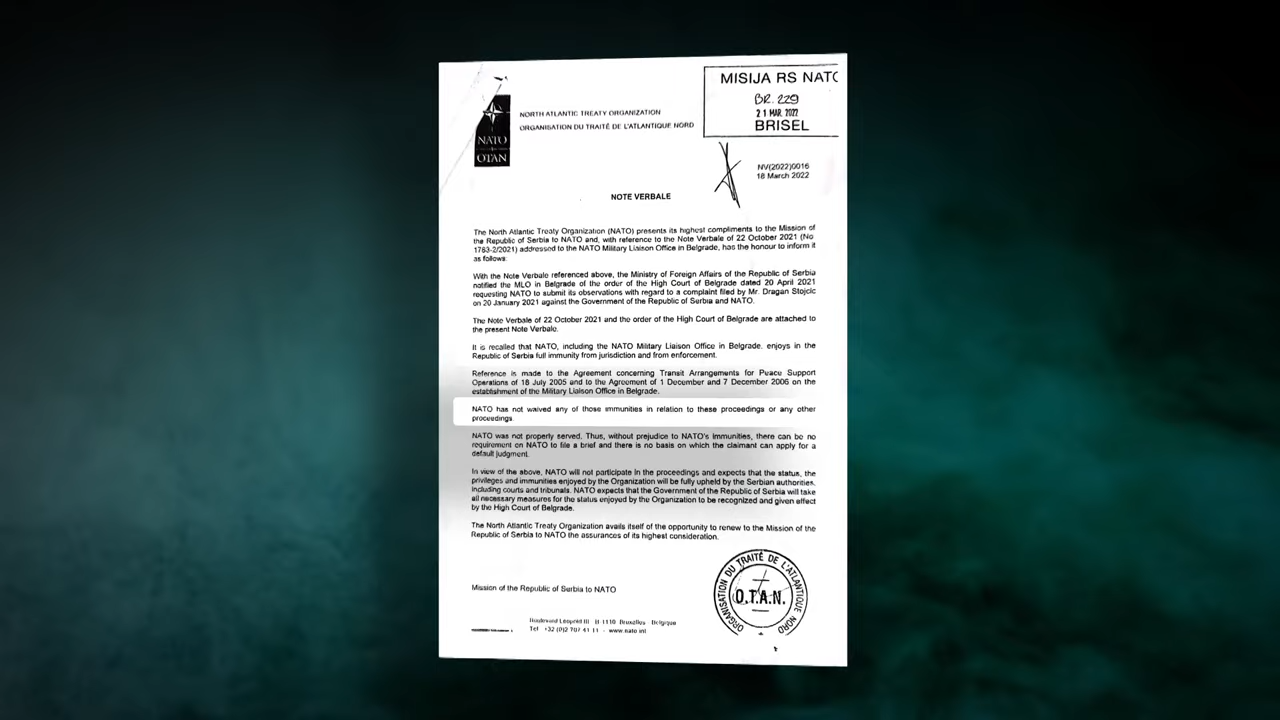 NATO
OTAN
NORTH ATLANTIC TREATY ORGANIZATION
ORGANISATION DU TRAITÉ DE L'ATLANTIQUE NORD
MISIJA RS NATO
BR. 229
21 MAR. 2022
BRISEL
NV(2022)0016
18 March 2022
NOTE VERBALE
The North Atlantic Treaty Organization (NATO) presents its highest compliments to the Mission of
the Republic of Serbia to NATO and, with reference to the Note Verbale of 22 October 2021 (No
1763-2/2021) addressed to the NATO Military Liaison Office in Belgrade, has the honour to inform it
as follows:
With the Note Verbale referenced above, the Ministry of Foreign Affairs of the Republic of Serbia
notified the MLO in Belgrade of the order of the High Court of Belgrade dated 20 April 2021
requesting NATO to submit its observations with regard to a complaint filed by Mr. Dragan Stojcic
on 20 January 2021 against the Government of the Republic of Serbia and NATO.
The Note Verbale of 22 October 2021 and the order of the High Court of Belgrade are attached to
the present Note Verbale.
It is recalled that NATO, including the NATO Military Liaison Office in Belgrade, enjoys in the
Republic of Serbia full immunity from jurisdiction and from enforcement.
Reference is made to the Agreement concerning Transit Arrangements for Peace Support
Operations of 18 July 2005 and to the Agreement of 1 December and 7 December 2006 on the
establishment of the Military Liaison Office in Belgrade.
NATO has not waived any of those immunities in relation to these proceedings or any other
proceedings
NATO was not properly served. Thus, without prejudice to NATO's Immunities, there can be no
requirement on NATO to file a brief and there is no basis on which the claimant can apply for a
default judgment.
In view of the above, NATO will not participate in the proceedings and expects that the status, the
privileges and immunities enjoyed by the Organization will be fully upheld by the Serbian authorities,
including courts and tribunals. NATO expects that the Government of the Republic of Serbia will take
all necessary measures for the status enjoyed by the Organization to be recognized and given effect
by the High Court of Belgrade.
The North Atlantic Treaty Organization avails itself of the opportunity to renew to the Mission of the
Republic of Serbia to NATO the assurances of its highest consideration.
Mission of the Republic of Serbia to NATO
ORGANISATION DU TRAITÉ DE L'ATLANTIQUE NORD
O.T.A.N.
Boulevard Léopold III B 1110 Bruxelles Belgique
Tel +32 (0)2 707 41 11 - www.nato.int